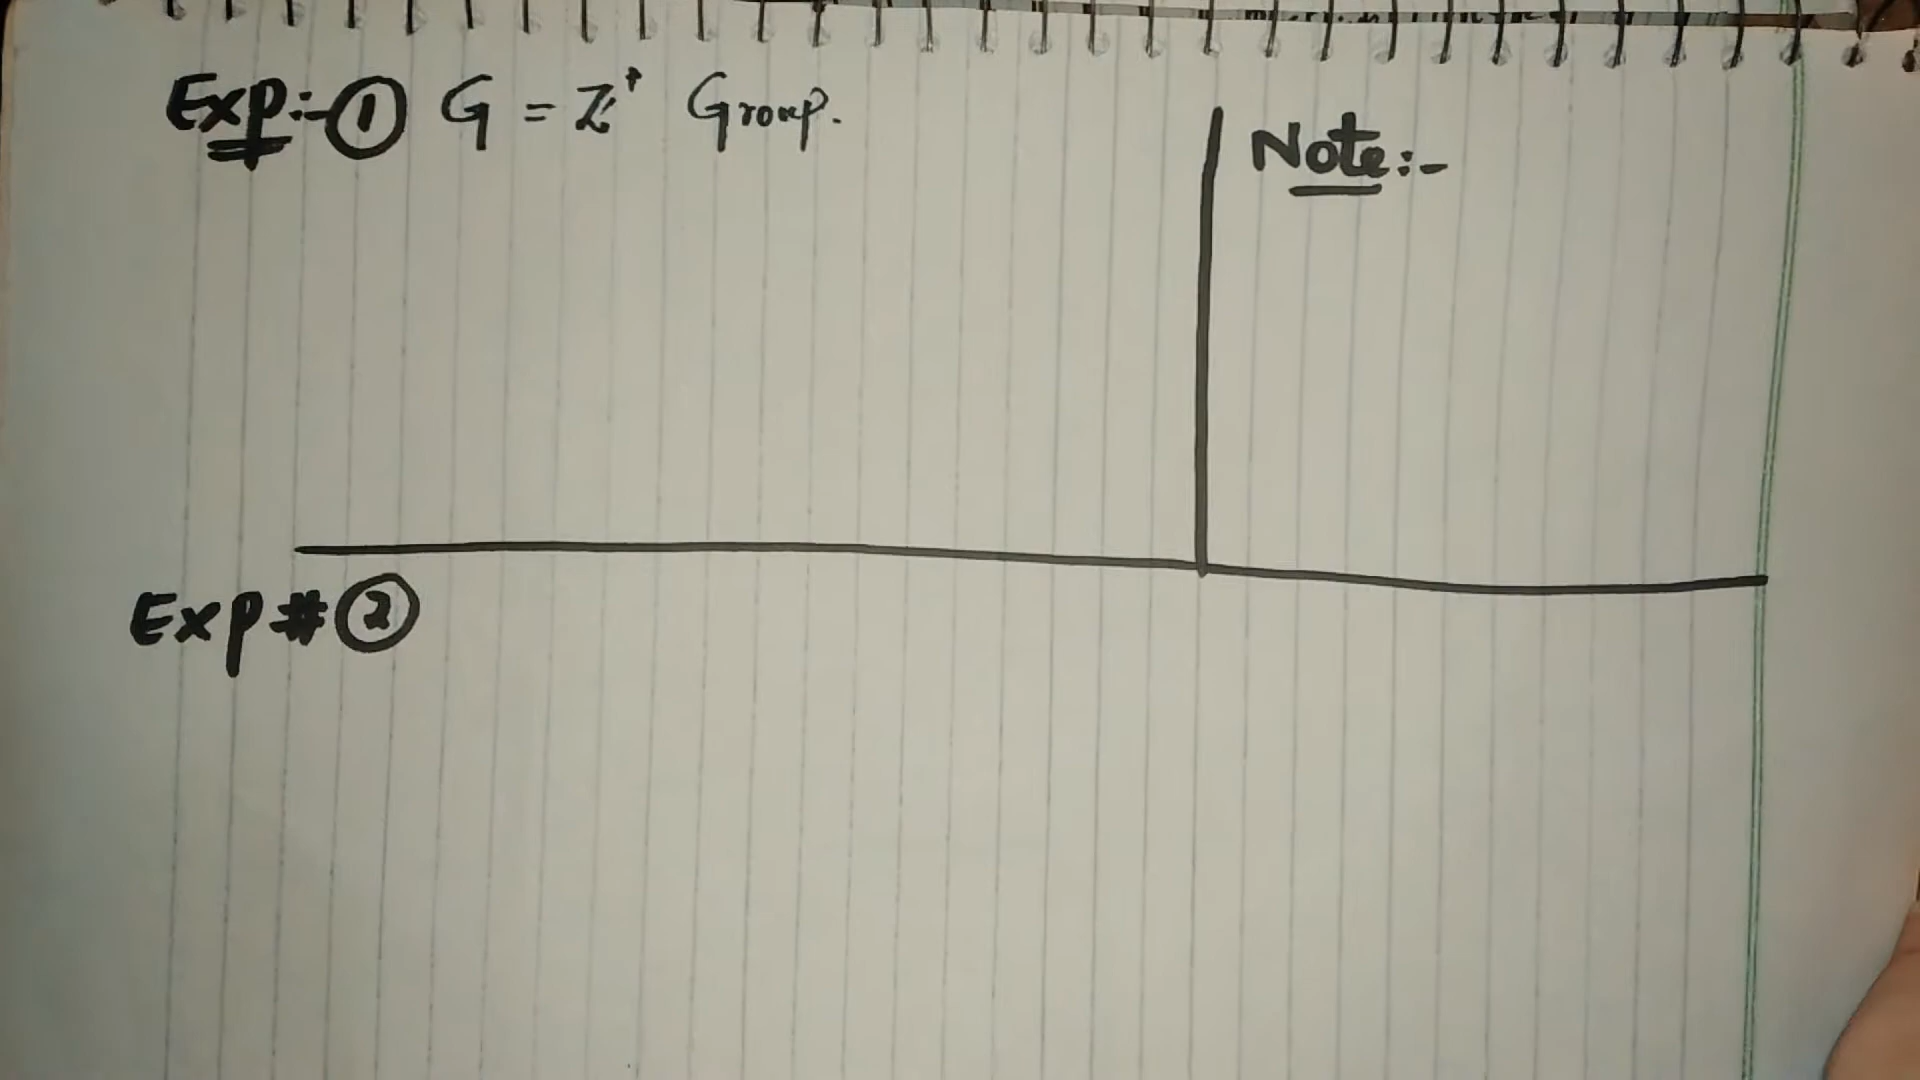 Exp:- ① G = Z⁺ Group.
Note:-
Exp # ②